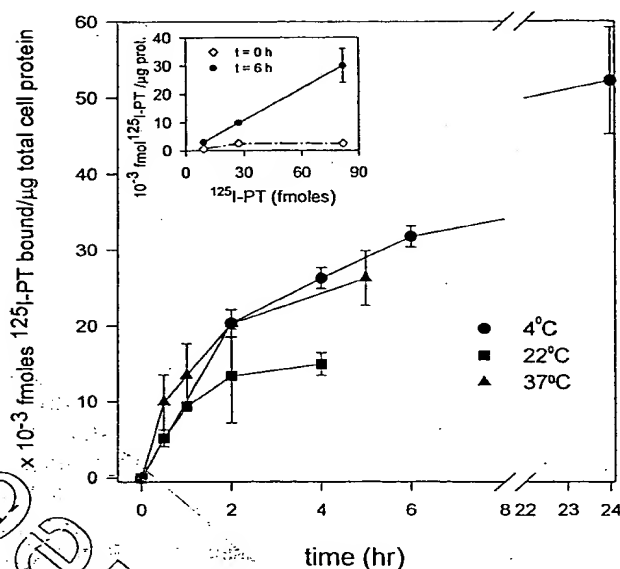 x 10⁻³ fmoles ¹²⁵I-PT bound/µg total cell protein
60
50
40
30
20
10
0
10⁻³ fmol ¹²⁵I-PT /µg prot.
40
30
20
10
0
t = 0 h
t = 6 h
0 30 60 90
¹²⁵I-PT (fmoles)
4°C
22°C
37°C
0 2 4 6 8 22 23 24
time (hr)